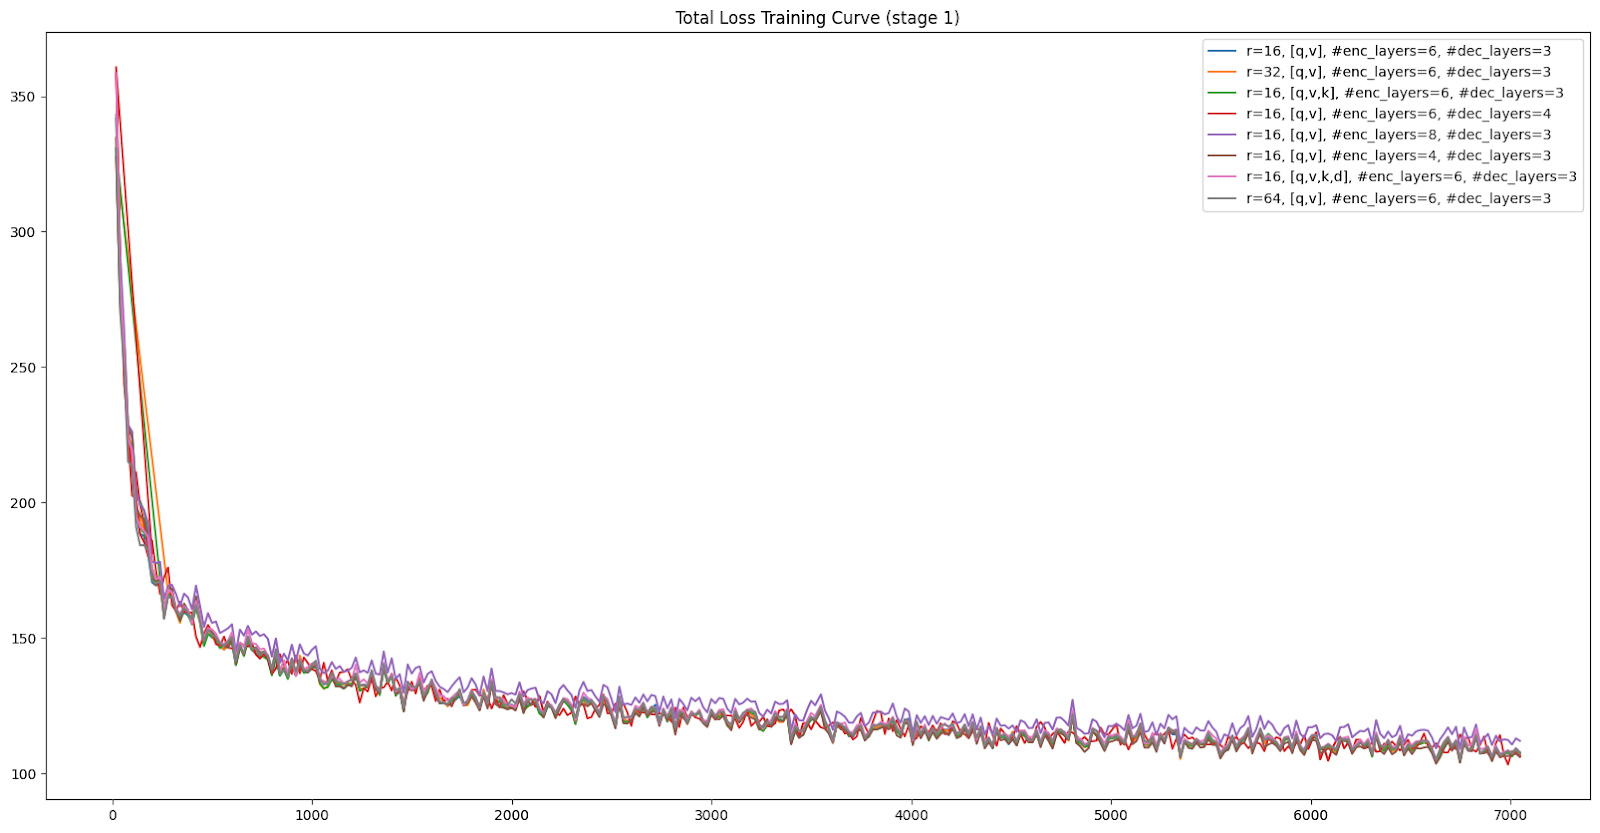 Total Loss Training Curve (stage 1)
r=16, [q,v], #enc_layers=6, #dec_layers=3
r=32, [q,v], #enc_layers=6, #dec_layers=3
r=16, [q,v,k], #enc_layers=6, #dec_layers=3
r=16, [q,v], #enc_layers=6, #dec_layers=4
r=16, [q,v], #enc_layers=8, #dec_layers=3
r=16, [q,v], #enc_layers=4, #dec_layers=3
r=16, [q,v,k,d], #enc_layers=6, #dec_layers=3
r=64, [q,v], #enc_layers=6, #dec_layers=3
350
300
250
200
150
100
0 1000 2000 3000 4000 5000 6000 7000